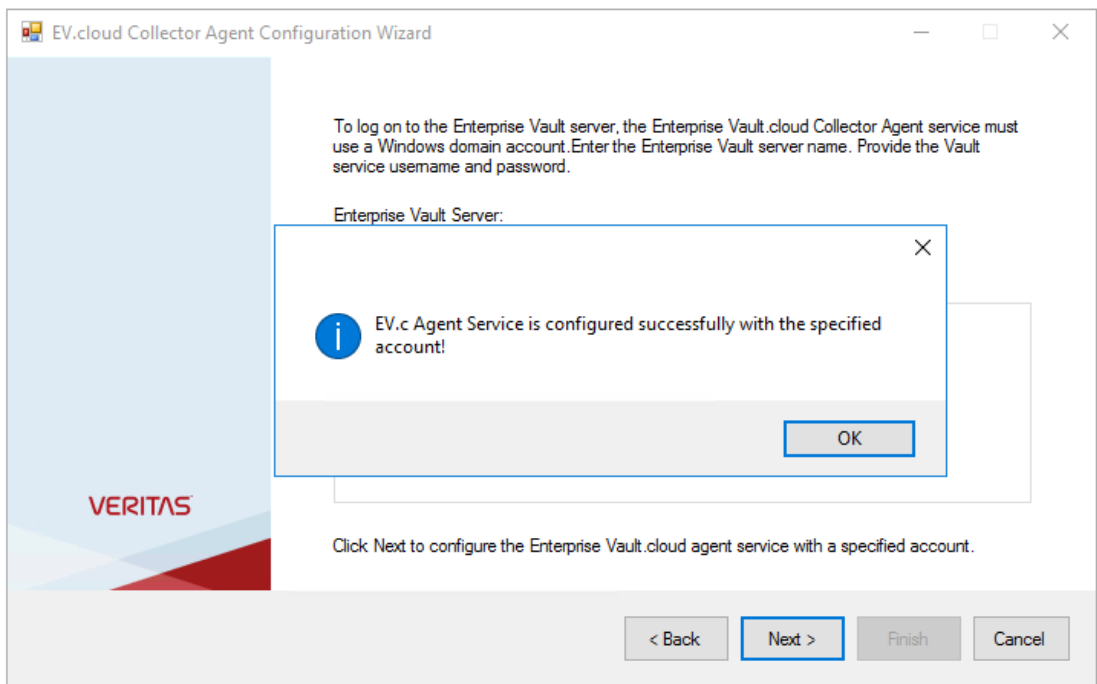 EV.cloud Collector Agent Configuration Wizard
To log on to the Enterprise Vault server, the Enterprise Vault.cloud Collector Agent service must
use a Windows domain account.Enter the Enterprise Vault server name. Provide the Vault
service username and password.
Enterprise Vault Server:
EV.c Agent Service is configured successfully with the specified
account!
OK
VERITAS
Click Next to configure the Enterprise Vault.cloud agent service with a specified account.
< Back
Next >
Finish
Cancel